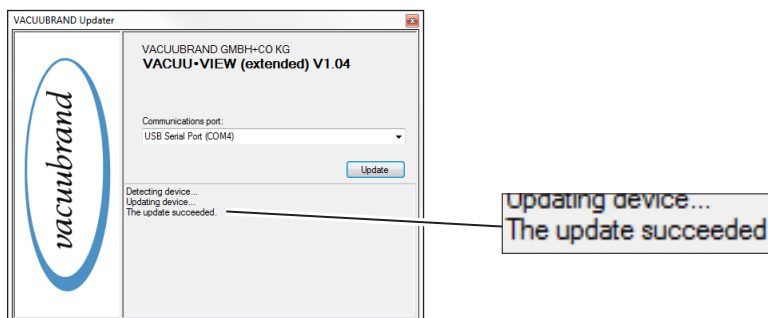 VACUUBRAND Updater
vacuubrand
VACUUBRAND GMBH+CO KG
VACUU•VIEW (extended) V1.04
Communications port:
USB Serial Port (COM4)
Update
Detecting device...
Updating device...
The update succeeded.
Updating device...
The update succeeded